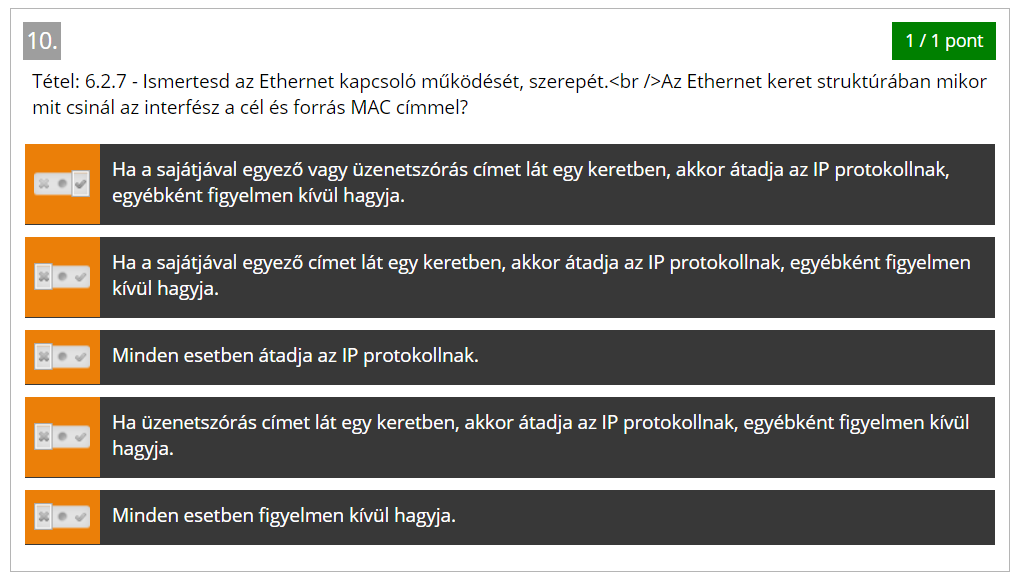 10.
1 / 1 pont
Tétel: 6.2.7 - Ismertesd az Ethernet kapcsoló működését, szerepét.<br />Az Ethernet keret struktúrában mikor
mit csinál az interfész a cél és forrás MAC címmel?
Ha a sajátjával egyező vagy üzenetszórás címet lát egy keretben, akkor átadja az IP protokollnak,
egyébként figyelmen kívül hagyja.
Ha a sajátjával egyező címet lát egy keretben, akkor átadja az IP protokollnak, egyébként figyelmen
kívül hagyja.
Minden esetben átadja az IP protokollnak.
Ha üzenetszórás címet lát egy keretben, akkor átadja az IP protokollnak, egyébként figyelmen kívül
hagyja.
Minden esetben figyelmen kívül hagyja.